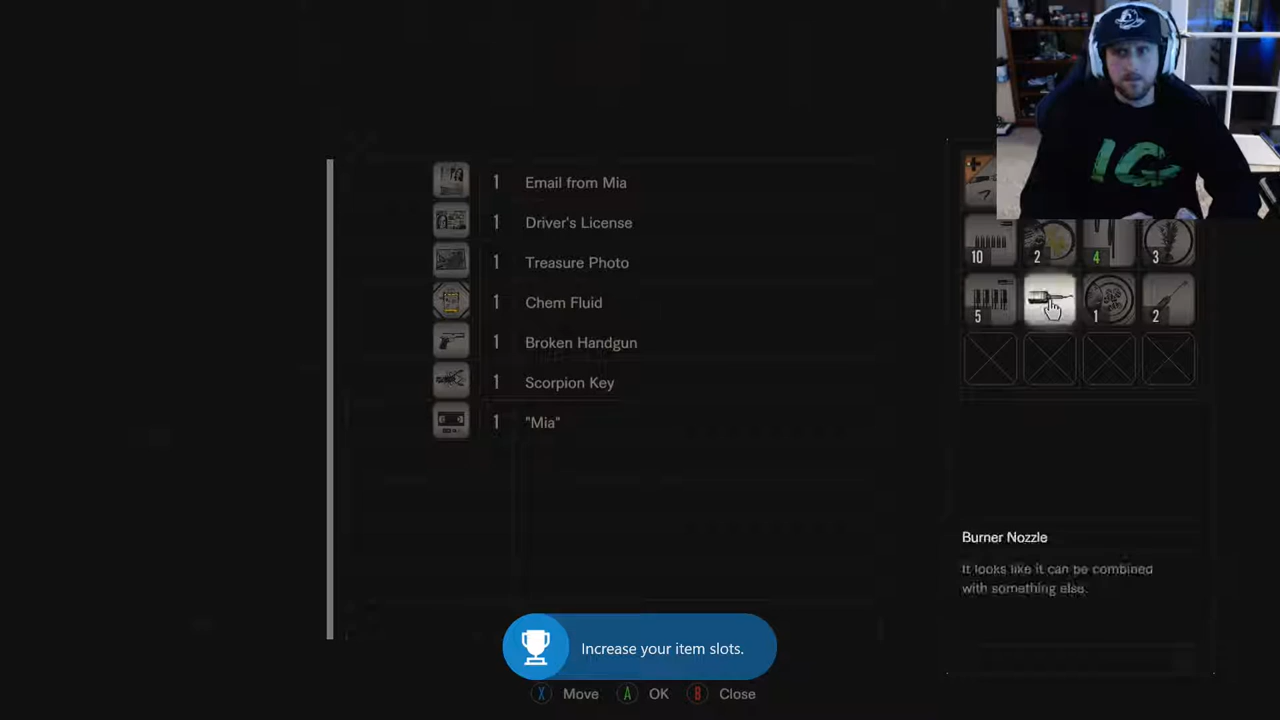 1 Email from Mia
1 Driver's License
1 Treasure Photo
1 Chem Fluid
1 Broken Handgun
1 Scorpion Key
1 "Mia"
IG
10 2 4 3
5 1 2
Burner Nozzle
It looks like it can be combined
with something else.
Increase your item slots.
X Move A OK B Close